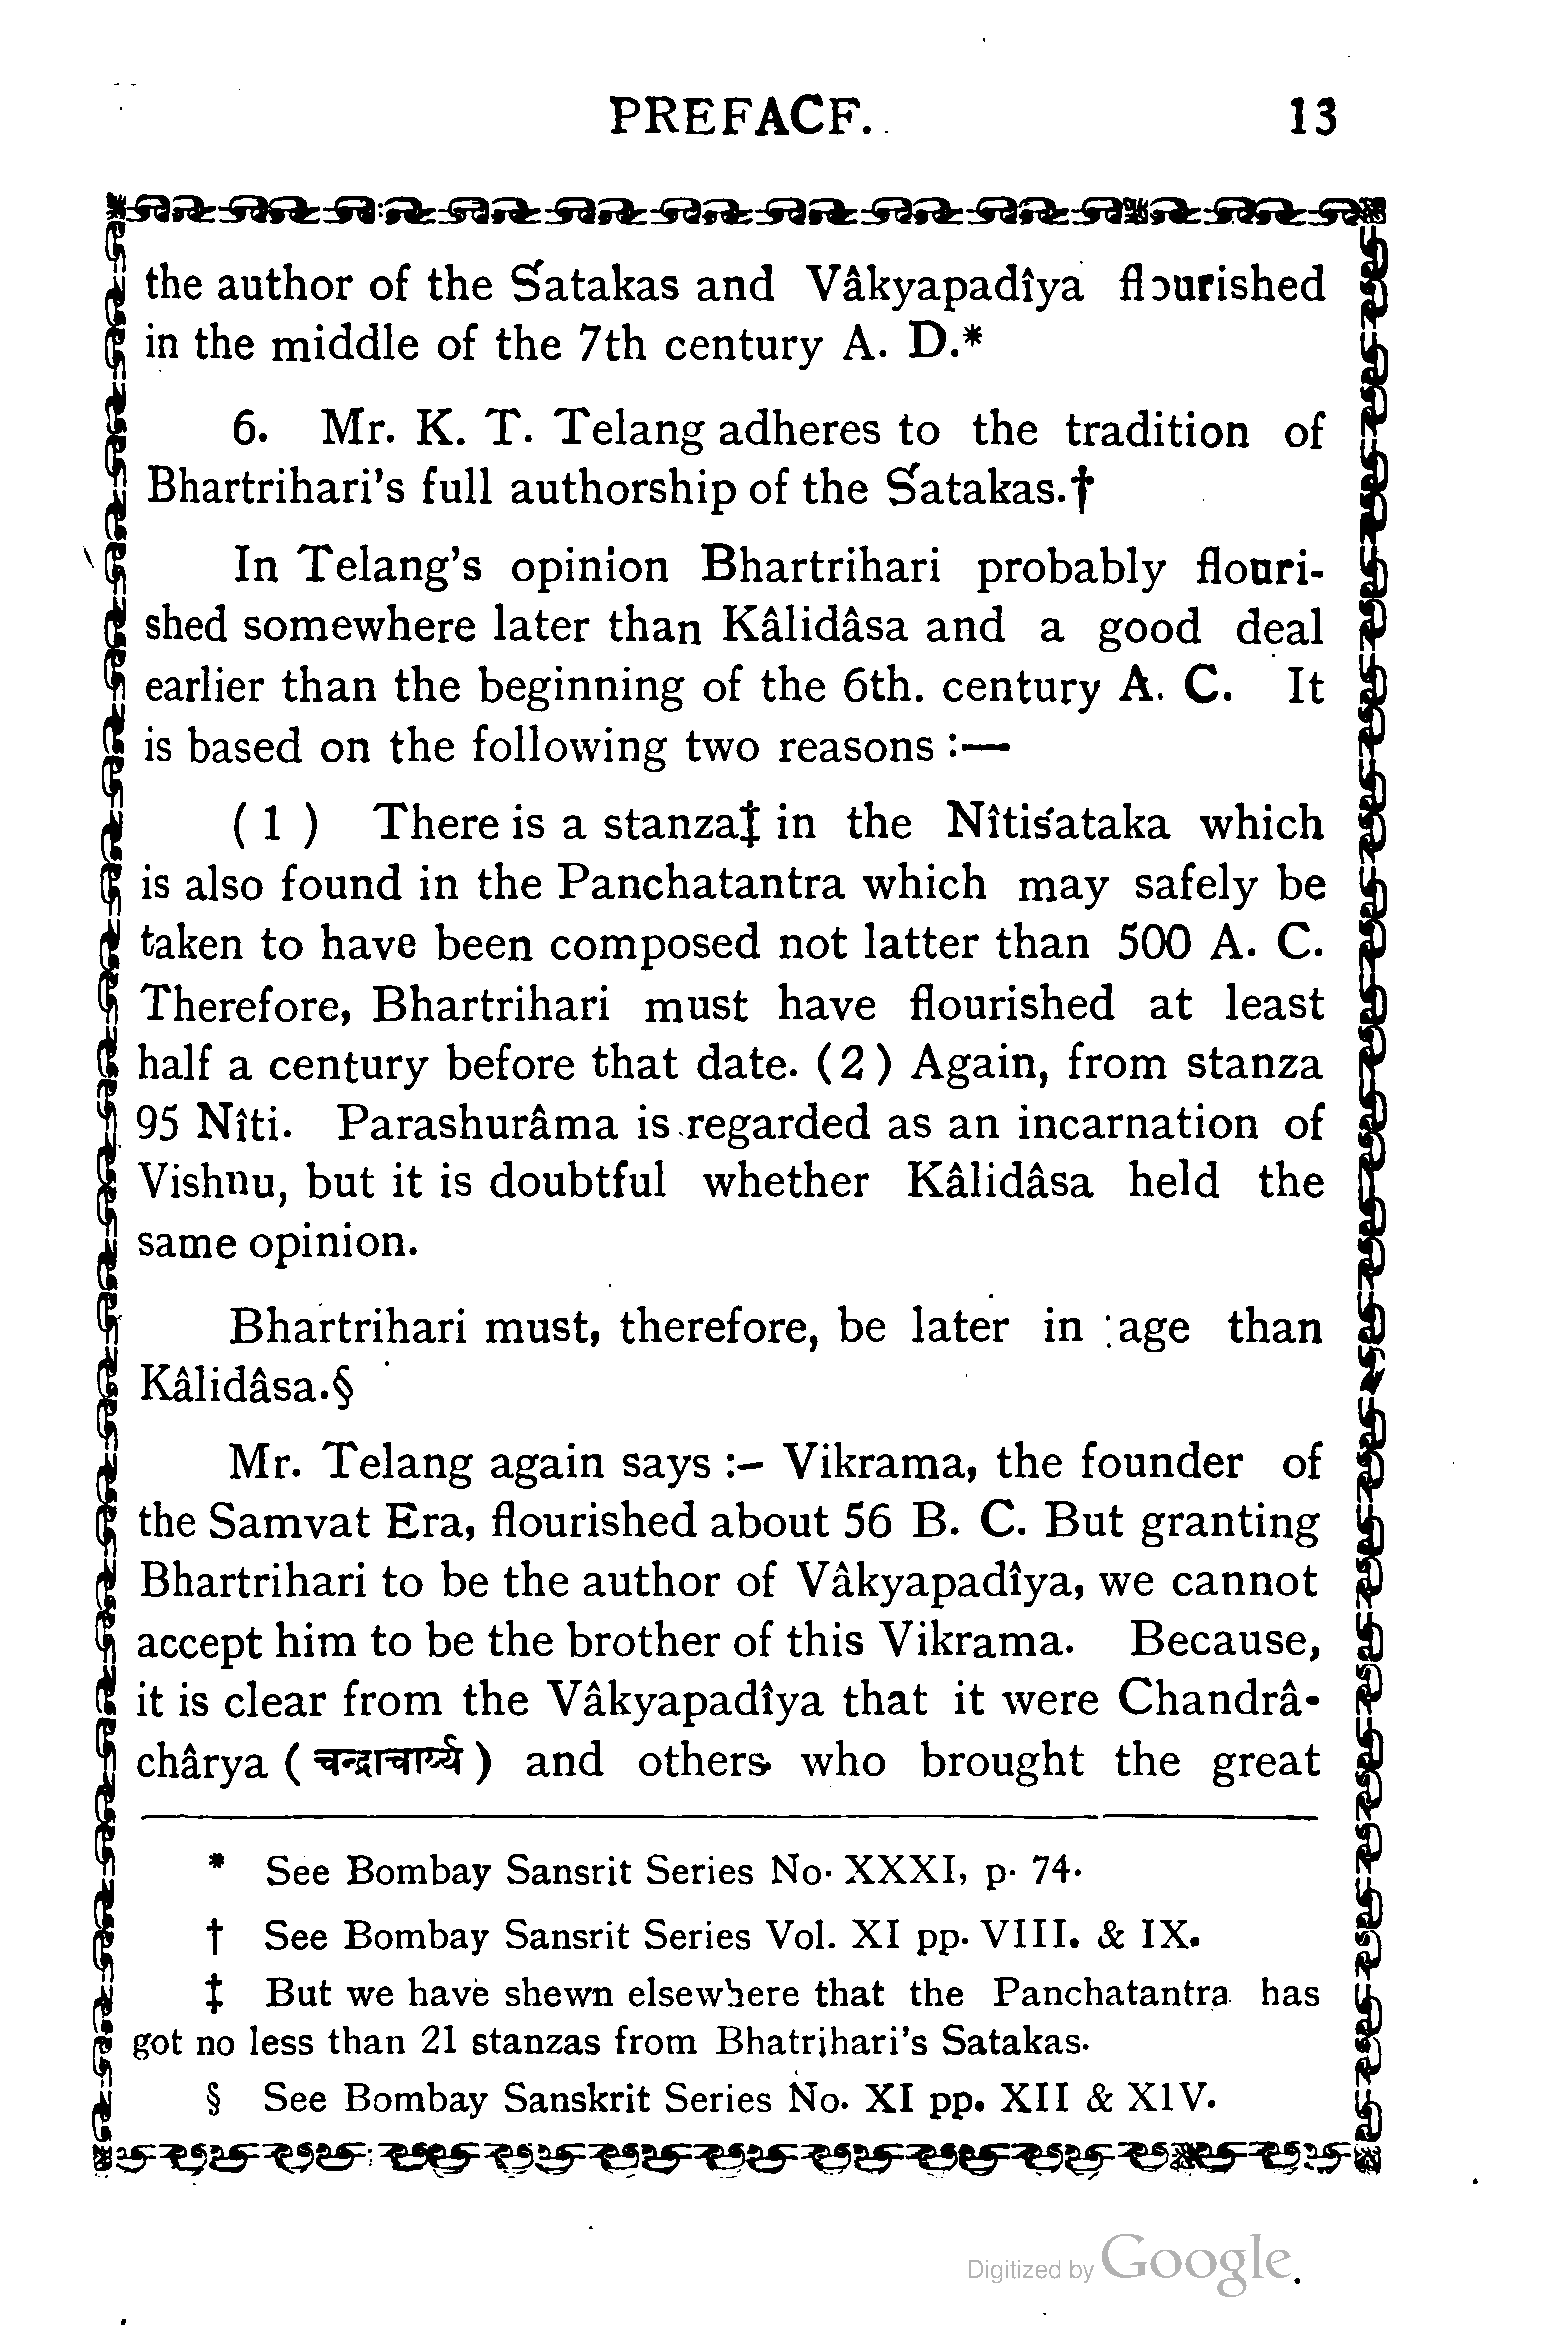 PREFACF. 13
the author of the Śatakas and Vâkyapadîya flourished
in the middle of the 7th century A. D.*
6. Mr. K. T. Telang adheres to the tradition of
Bhartrihari's full authorship of the Śatakas.†
In Telang's opinion Bhartrihari probably flouri-
shed somewhere later than Kâlidâsa and a good deal
earlier than the beginning of the 6th. century A. C. It
is based on the following two reasons :—
( 1 ) There is a stanza‡ in the Nîtiśataka which
is also found in the Panchatantra which may safely be
taken to have been composed not latter than 500 A. C.
Therefore, Bhartrihari must have flourished at least
half a century before that date. ( 2 ) Again, from stanza
95 Nîti. Parashurâma is regarded as an incarnation of
Vishnu, but it is doubtful whether Kâlidâsa held the
same opinion.
Bhartrihari must, therefore, be later in age than
Kâlidâsa.§
Mr. Telang again says :– Vikrama, the founder of
the Samvat Era, flourished about 56 B. C. But granting
Bhartrihari to be the author of Vâkyapadîya, we cannot
accept him to be the brother of this Vikrama. Because,
it is clear from the Vâkyapadîya that it were Chandrâ-
chârya ( चन्द्राचार्य्य ) and others who brought the great
* See Bombay Sansrit Series No. XXXI, p. 74.
† See Bombay Sansrit Series Vol. XI pp. VIII. & IX.
‡ But we have shewn elsewhere that the Panchatantra has
got no less than 21 stanzas from Bhatrihari's Satakas.
§ See Bombay Sanskrit Series No. XI pp. XII & X1V.
Digitized by Google